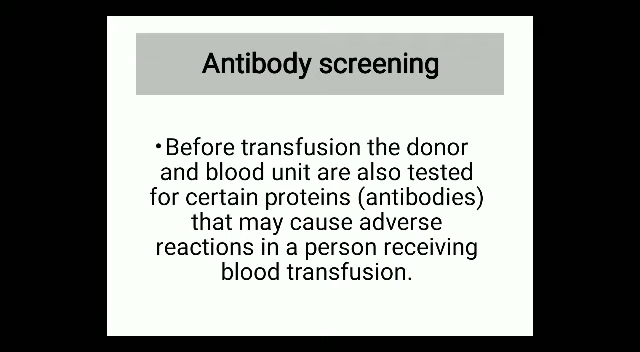 Antibody screening
•Before transfusion the donor
and blood unit are also tested
for certain proteins (antibodies)
that may cause adverse
reactions in a person receiving
blood transfusion.